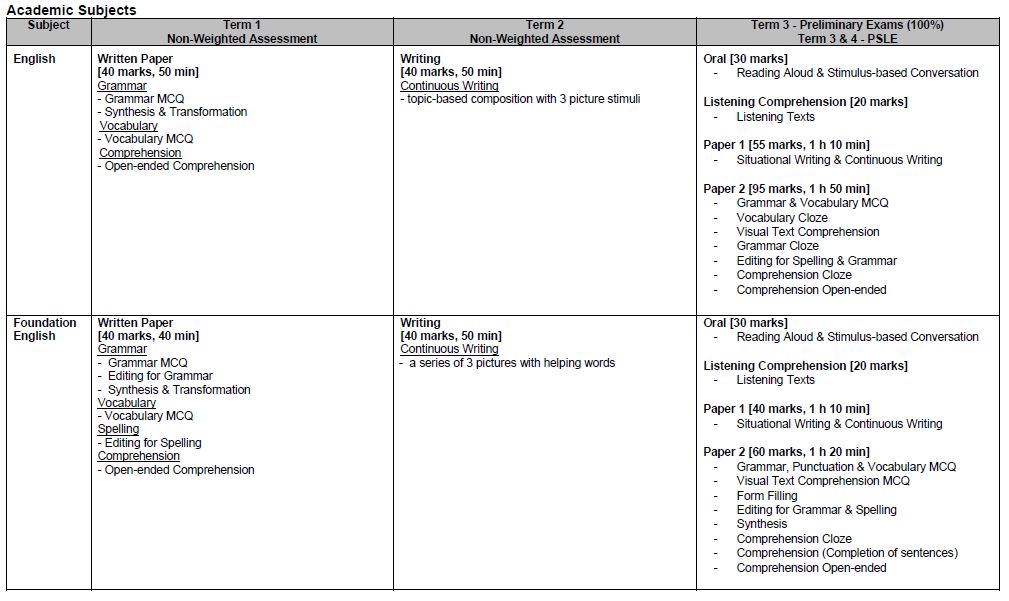 Academic Subjects
Subject
Term 1
Non-Weighted Assessment
Term 2
Non-Weighted Assessment
Term 3 - Preliminary Exams (100%)
Term 3 & 4 - PSLE
English
Written Paper
[40 marks, 50 min]
Grammar
- Grammar MCQ
- Synthesis & Transformation
Vocabulary
- Vocabulary MCQ
Comprehension
- Open-ended Comprehension
Writing
[40 marks, 50 min]
Continuous Writing
- topic-based composition with 3 picture stimuli
Oral [30 marks]
- Reading Aloud & Stimulus-based Conversation
Listening Comprehension [20 marks]
- Listening Texts
Paper 1 [55 marks, 1 h 10 min]
- Situational Writing & Continuous Writing
Paper 2 [95 marks, 1 h 50 min]
- Grammar & Vocabulary MCQ
- Vocabulary Cloze
- Visual Text Comprehension
- Grammar Cloze
- Editing for Spelling & Grammar
- Comprehension Cloze
- Comprehension Open-ended
Foundation
English
Written Paper
[40 marks, 40 min]
Grammar
- Grammar MCQ
- Editing for Grammar
- Synthesis & Transformation
Vocabulary
- Vocabulary MCQ
Spelling
- Editing for Spelling
Comprehension
- Open-ended Comprehension
Writing
[40 marks, 50 min]
Continuous Writing
- a series of 3 pictures with helping words
Oral [30 marks]
- Reading Aloud & Stimulus-based Conversation
Listening Comprehension [20 marks]
- Listening Texts
Paper 1 [40 marks, 1 h 10 min]
- Situational Writing & Continuous Writing
Paper 2 [60 marks, 1 h 20 min]
- Grammar, Punctuation & Vocabulary MCQ
- Visual Text Comprehension MCQ
- Form Filling
- Editing for Grammar & Spelling
- Synthesis
- Comprehension Cloze
- Comprehension (Completion of sentences)
- Comprehension Open-ended